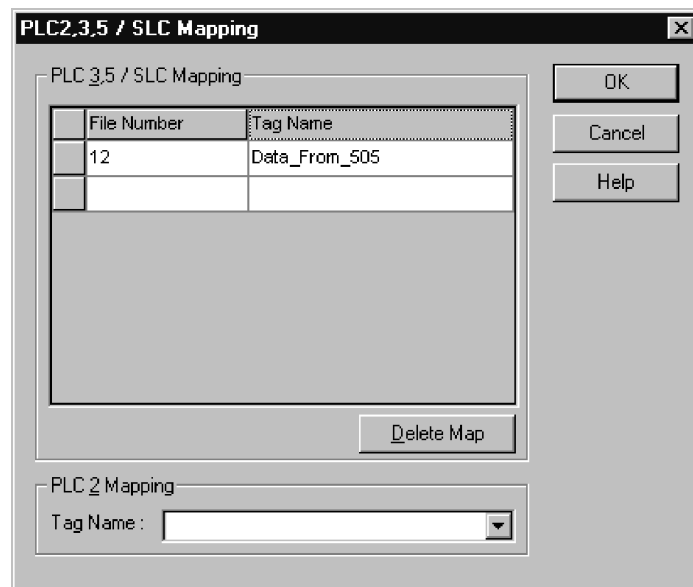 PLC2,3,5 / SLC Mapping
PLC 3,5 / SLC Mapping
OK
File Number Tag Name
Cancel
12 Data_From_505
Help
Delete Map
PLC 2 Mapping
Tag Name :